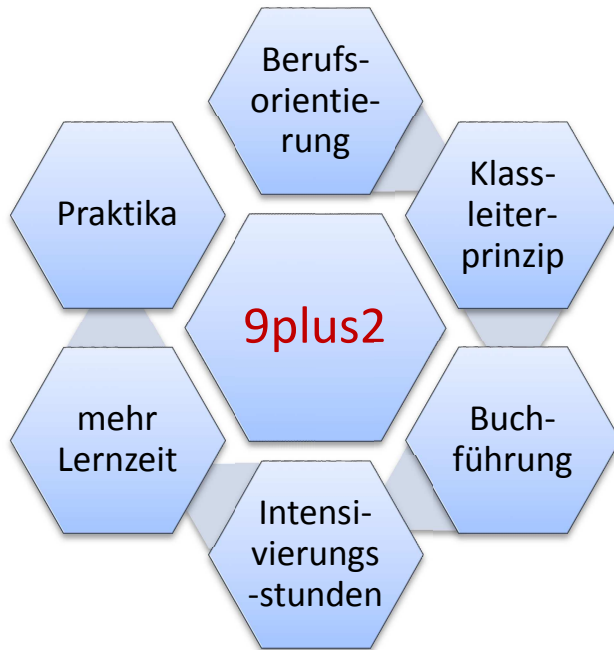 Berufs-
orientie-
rung
Klass-
leiter-
prinzip
Praktika
9plus2
mehr
Lernzeit
Buch-
führung
Intensi-
vierungs
-stunden